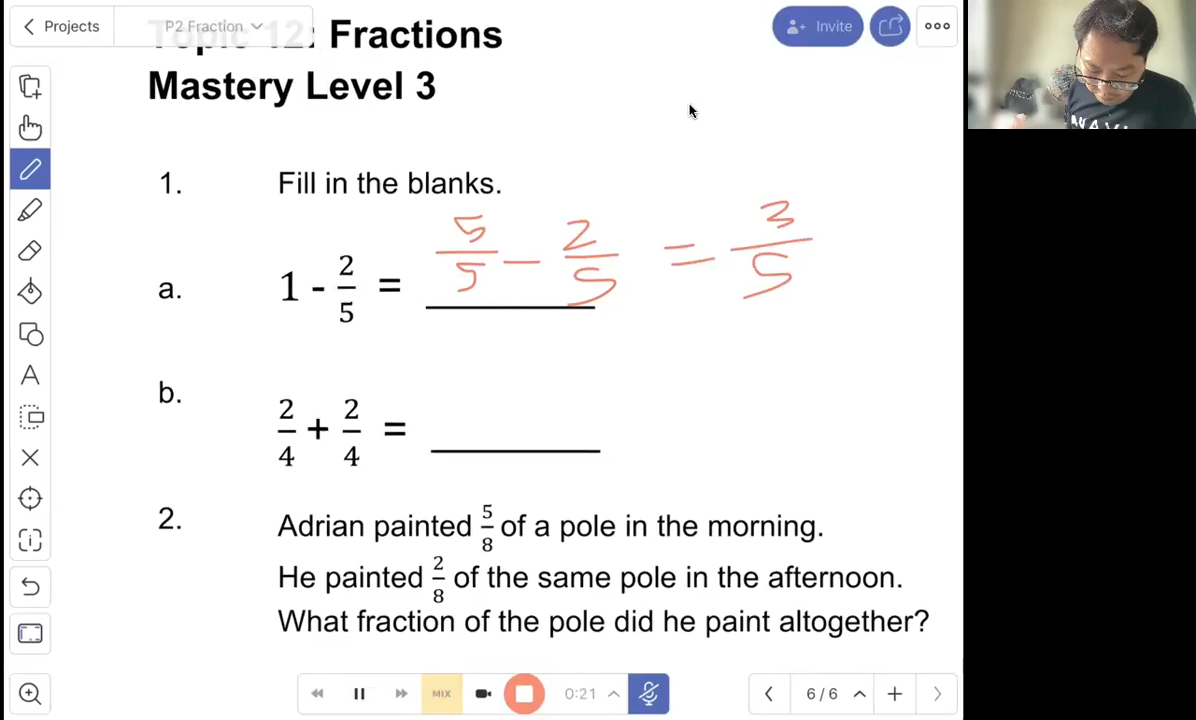 Projects
P2 Fraction
Invite
Topic 12: Fractions
Mastery Level 3
1. Fill in the blanks.
a. 1 - 2/5 = 5/5 - 2/5 = 3/5
b. 2/4 + 2/4 = 
2. Adrian painted 5/8 of a pole in the morning.
He painted 2/8 of the same pole in the afternoon.
What fraction of the pole did he paint altogether?
MIX
0:21
6 / 6